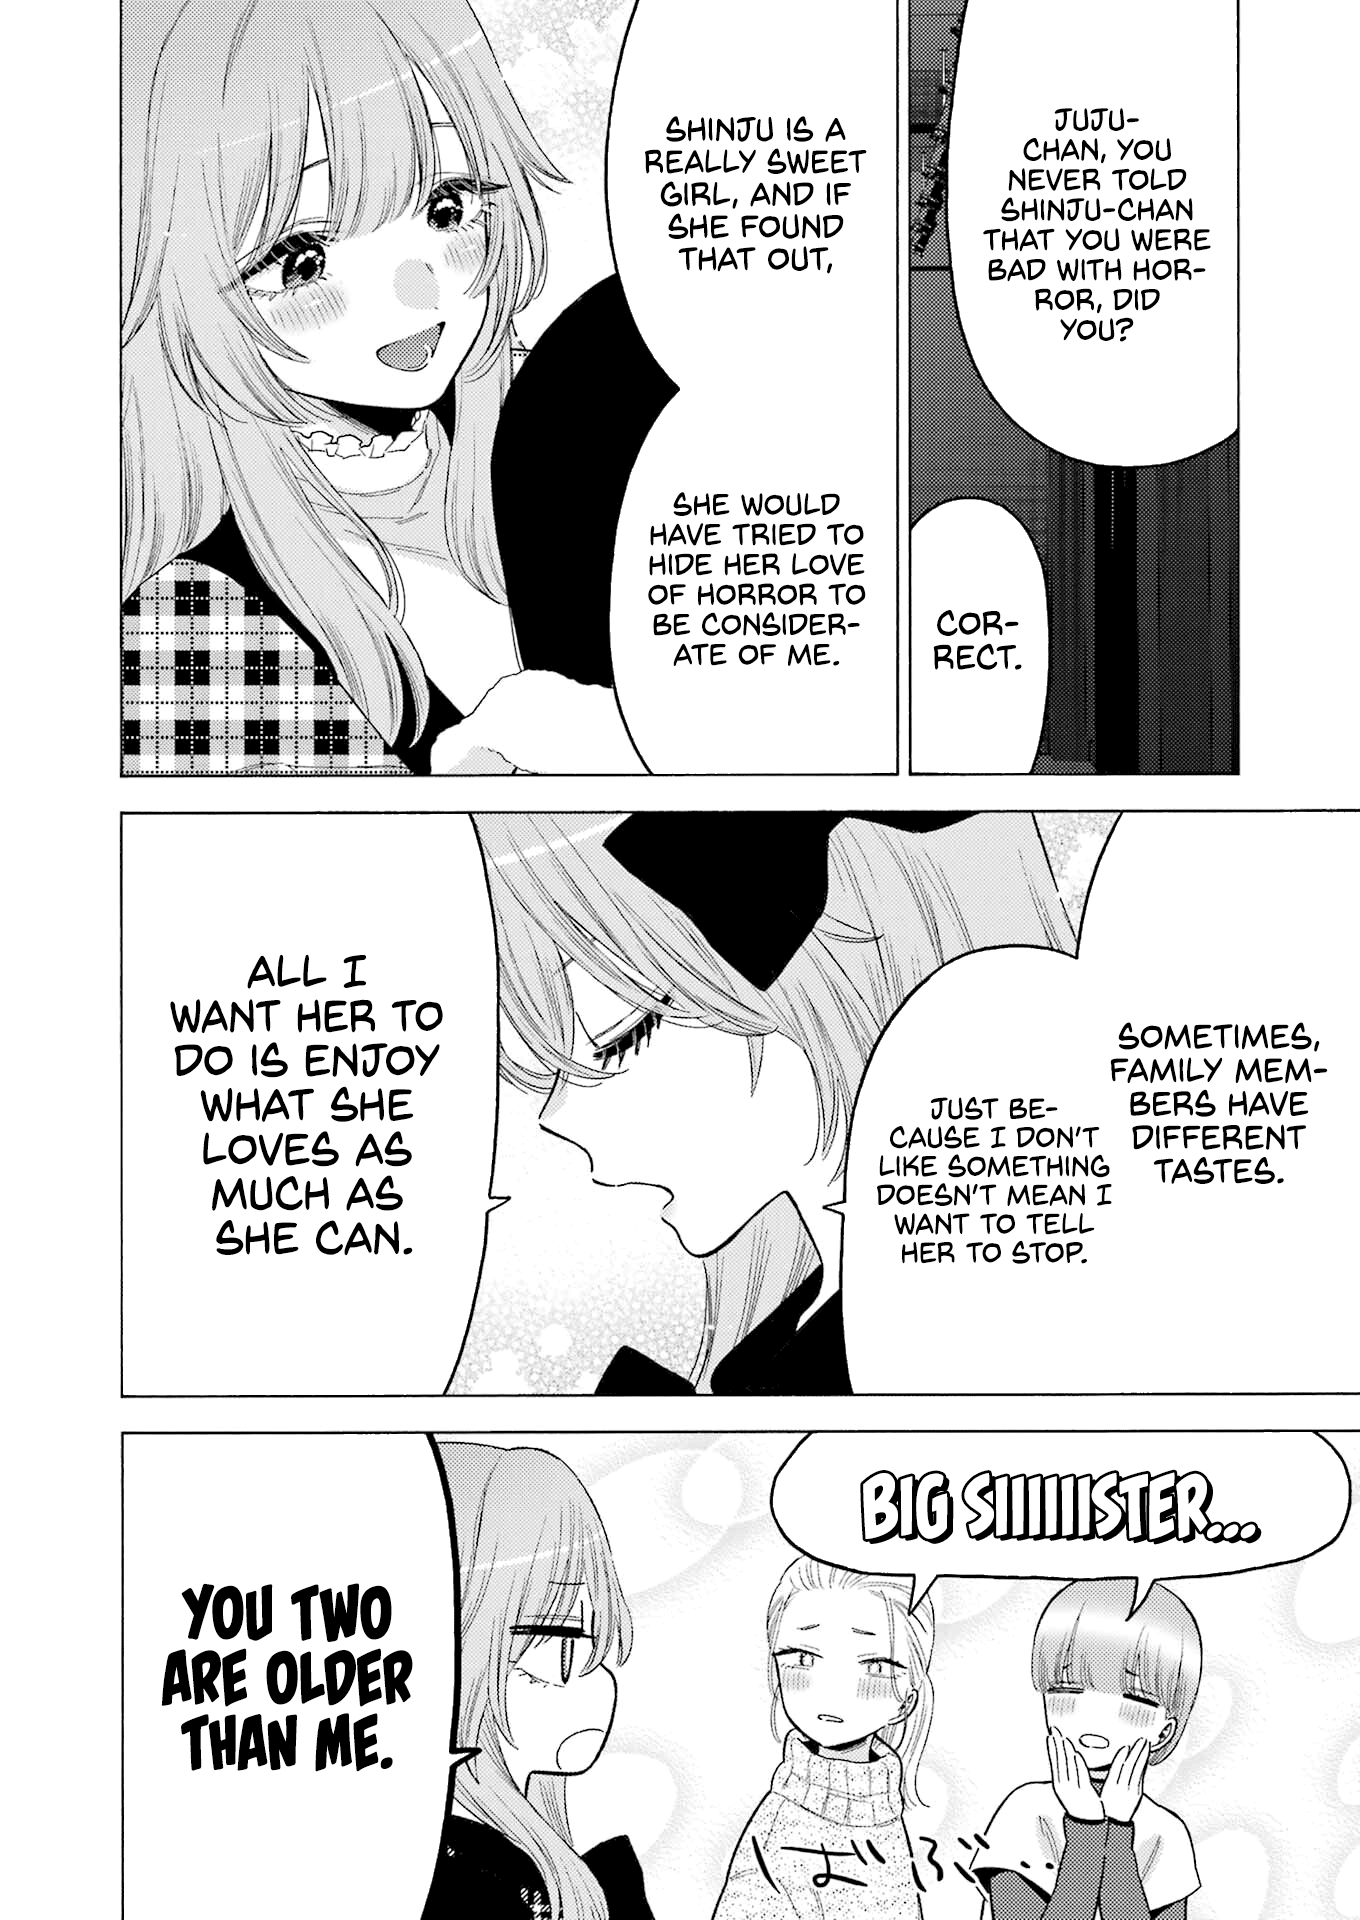 JUJU-
CHAN, YOU
NEVER TOLD
SHINJU-CHAN
THAT YOU WERE
BAD WITH HOR-
ROR, DID
YOU?
COR-
RECT.
SHINJU IS A
REALLY SWEET
GIRL, AND IF
SHE FOUND
THAT OUT,
SHE WOULD
HAVE TRIED TO
HIDE HER LOVE
OF HORROR TO
BE CONSIDER-
ATE OF ME.
SOMETIMES,
FAMILY MEM-
BERS HAVE
DIFFERENT
TASTES.
JUST BE-
CAUSE I DON'T
LIKE SOMETHING
DOESN'T MEAN I
WANT TO TELL
HER TO STOP.
ALL I
WANT HER TO
DO IS ENJOY
WHAT SHE
LOVES AS
MUCH AS
SHE CAN.
BIG SIIIIIISTER...
ばぶ...
YOU TWO
ARE OLDER
THAN ME.